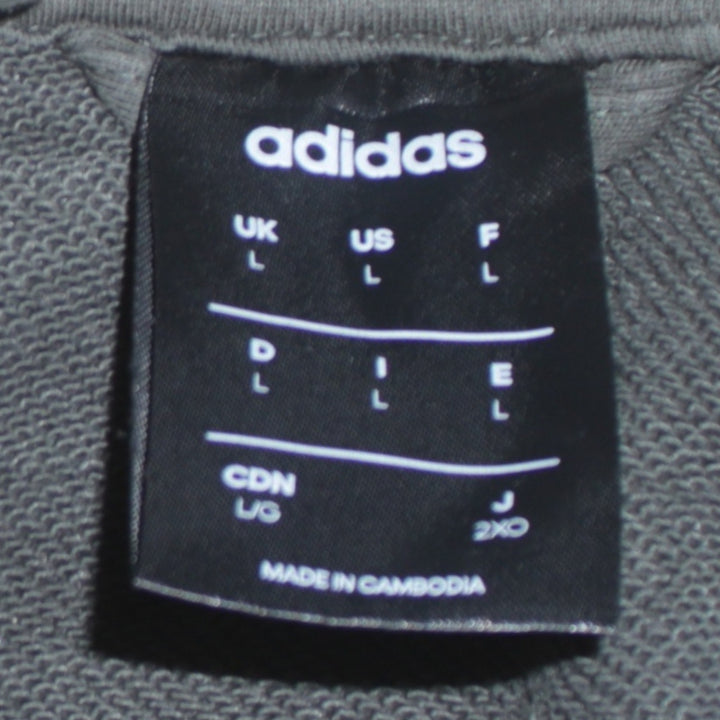 adidas
UK US F
L L L
D I E
L L L
CDN J
L/G 2XO
MADE IN CAMBODIA